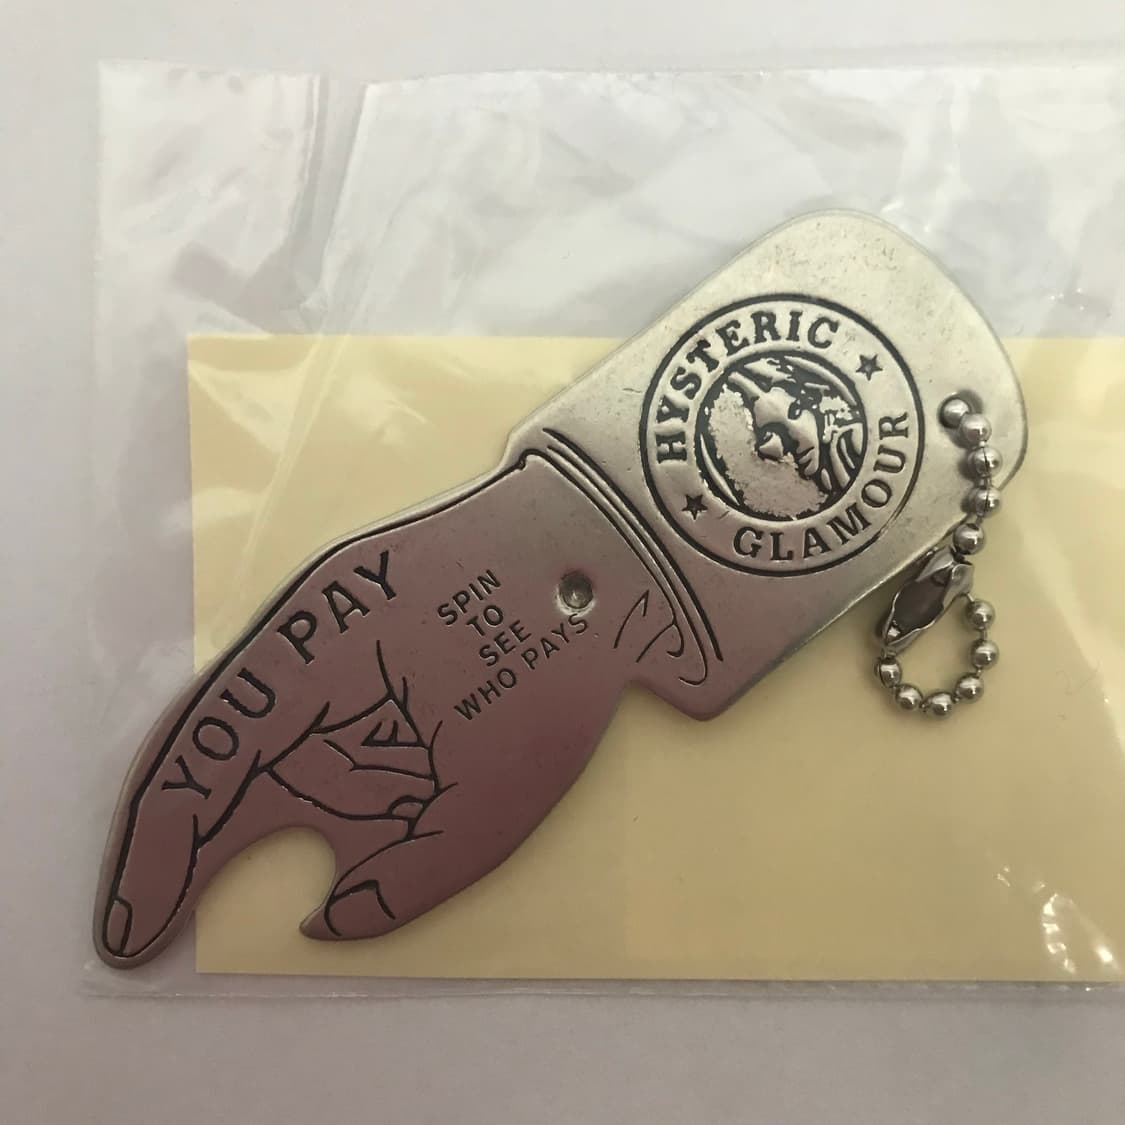 HYSTERIC
GLAMOUR
YOU PAY
SPIN
TO
SEE
WHO PAYS